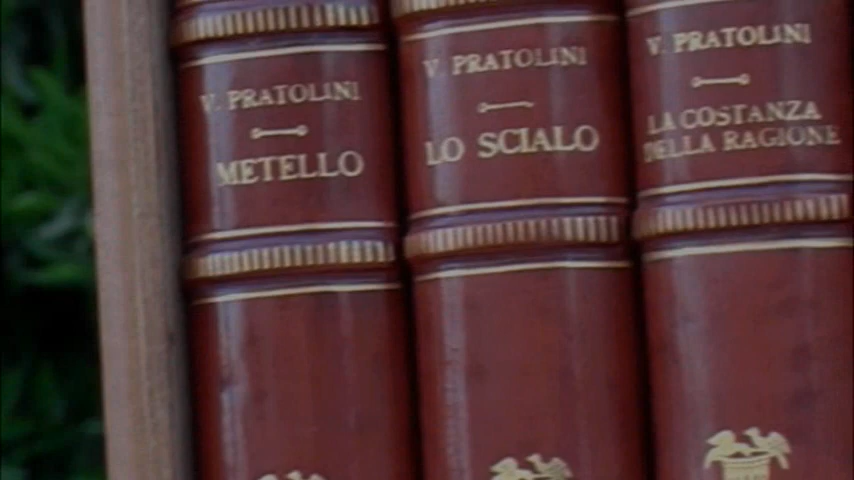 V. PRATOLINI
METELLO
V. PRATOLINI
LO SCIALO
V. PRATOLINI
LA COSTANZA
DELLA RAGIONE